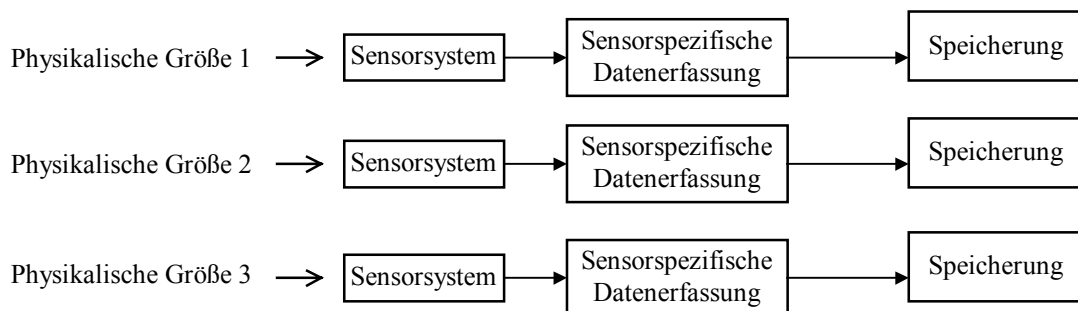 Physikalische Größe 1
Sensorsystem
Sensorspezifische
Datenerfassung
Speicherung
Physikalische Größe 2
Sensorsystem
Sensorspezifische
Datenerfassung
Speicherung
Physikalische Größe 3
Sensorsystem
Sensorspezifische
Datenerfassung
Speicherung